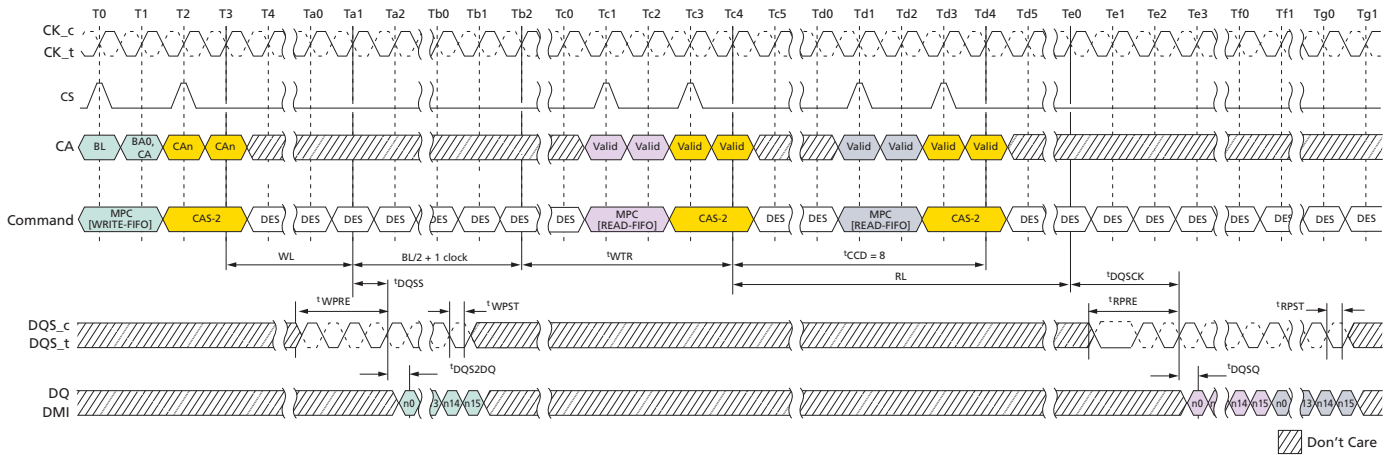 T0 T1 T2 T3 T4 Ta0 Ta1 Ta2 Tb0 Tb1 Tb2 Tc0 Tc1 Tc2 Tc3 Tc4 Tc5 Td0 Td1 Td2 Td3 Td4 Td5 Te0 Te1 Te2 Te3 Tf0 Tf1 Tg0 Tg1
CK_c
CK_t
CS
CA BL BA0, CA CAn CAn Valid Valid Valid Valid Valid Valid Valid Valid
Command MPC [WRITE-FIFO] CAS-2 DES DES DES DES DES DES DES DES MPC [READ-FIFO] CAS-2 DES DES MPC [READ-FIFO] CAS-2 DES DES DES DES DES DES DES DES DES
WL BL/2 + 1 clock tWTR tCCD = 8
RL tDQSCK
tDQSS
tWPRE tWPST tRPRE tRPST
DQS_c
DQS_t
tDQS2DQ tDQSQ
DQ
DMI
n0 3 n14 n15 n0 n n14 n15 n0 13 n14 n15
Don't Care